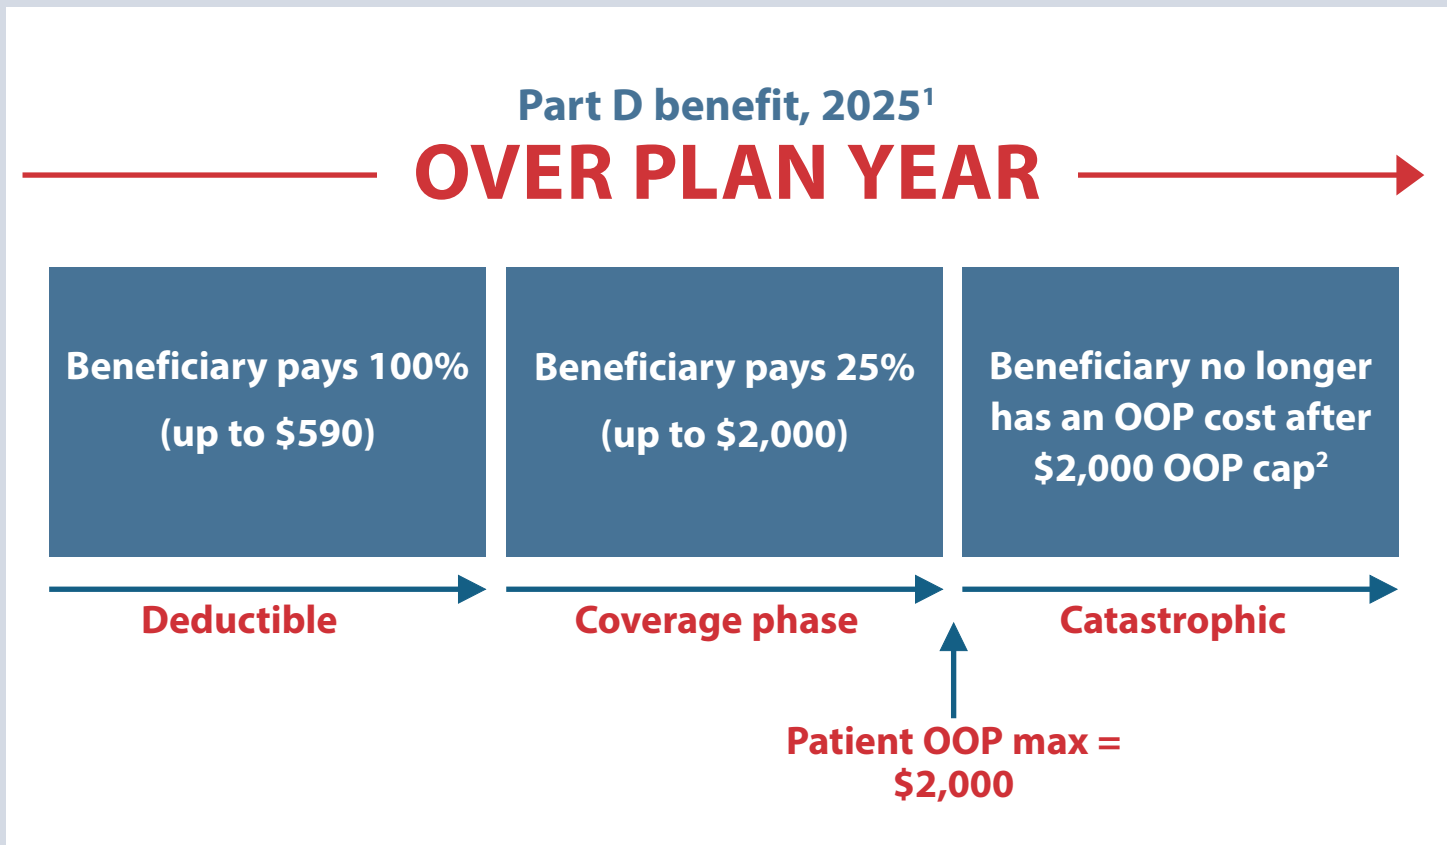 Part D benefit, 2025¹
OVER PLAN YEAR
Beneficiary pays 100%
(up to $590)
Beneficiary pays 25%
(up to $2,000)
Beneficiary no longer
has an OOP cost after
$2,000 OOP cap²
Deductible
Coverage phase
Catastrophic
Patient OOP max =
$2,000